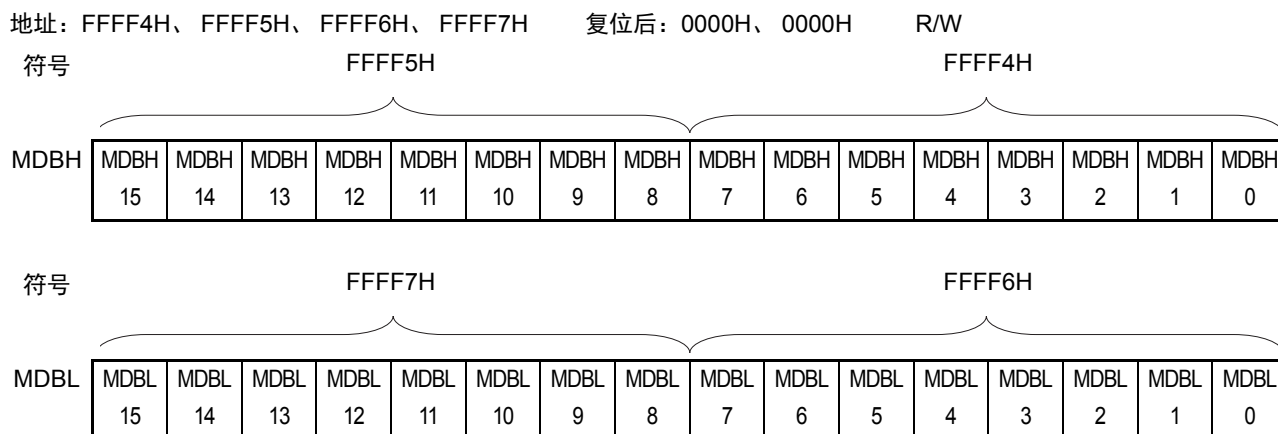 地址：FFFF4H、 FFFF5H、 FFFF6H、 FFFF7H 复位后：0000H、 0000H R/W
符号 FFFF5H FFFF4H
MDBH MDBH MDBH MDBH MDBH MDBH MDBH MDBH MDBH MDBH MDBH MDBH MDBH MDBH MDBH MDBH MDBH
15 14 13 12 11 10 9 8 7 6 5 4 3 2 1 0
符号 FFFF7H FFFF6H
MDBL MDBL MDBL MDBL MDBL MDBL MDBL MDBL MDBL MDBL MDBL MDBL MDBL MDBL MDBL MDBL MDBL
15 14 13 12 11 10 9 8 7 6 5 4 3 2 1 0